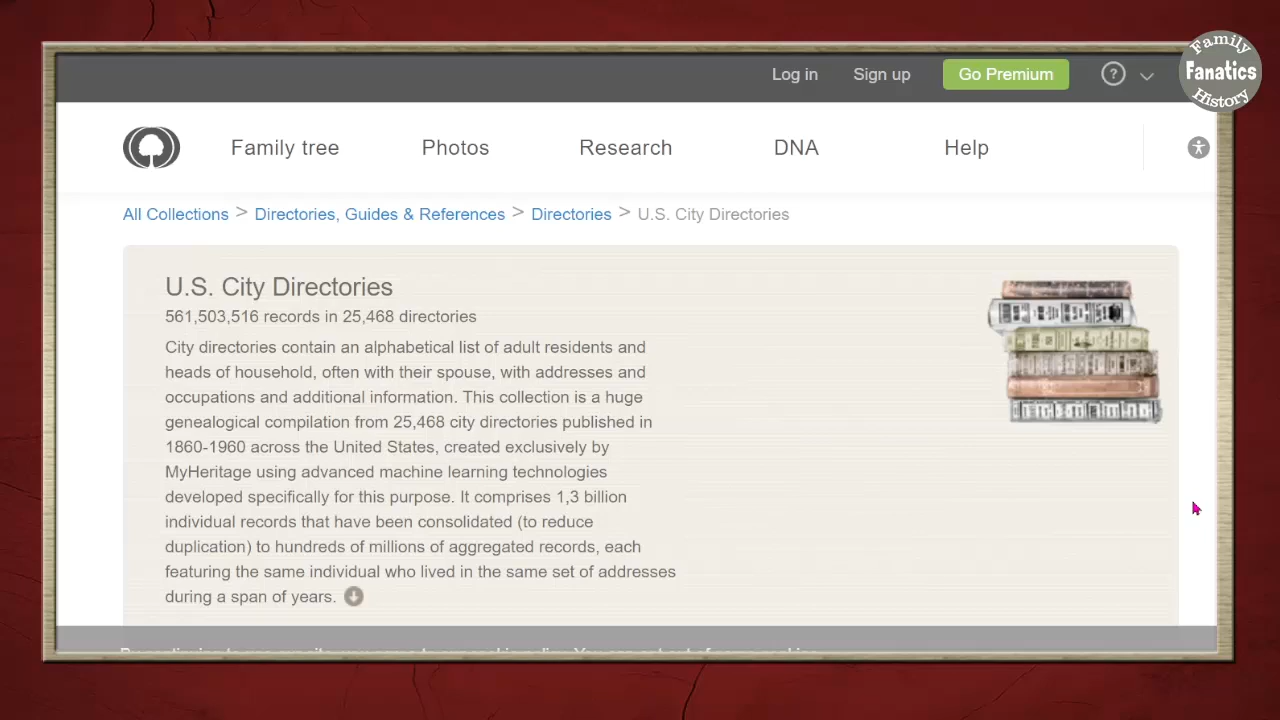 Family
Fanatics
History
Log in Sign up Go Premium ?
Family tree Photos Research DNA Help
All Collections > Directories, Guides & References > Directories > U.S. City Directories
U.S. City Directories
561,503,516 records in 25,468 directories
City directories contain an alphabetical list of adult residents and
heads of household, often with their spouse, with addresses and
occupations and additional information. This collection is a huge
genealogical compilation from 25,468 city directories published in
1860-1960 across the United States, created exclusively by
MyHeritage using advanced machine learning technologies
developed specifically for this purpose. It comprises 1,3 billion
individual records that have been consolidated (to reduce
duplication) to hundreds of millions of aggregated records, each
featuring the same individual who lived in the same set of addresses
during a span of years.